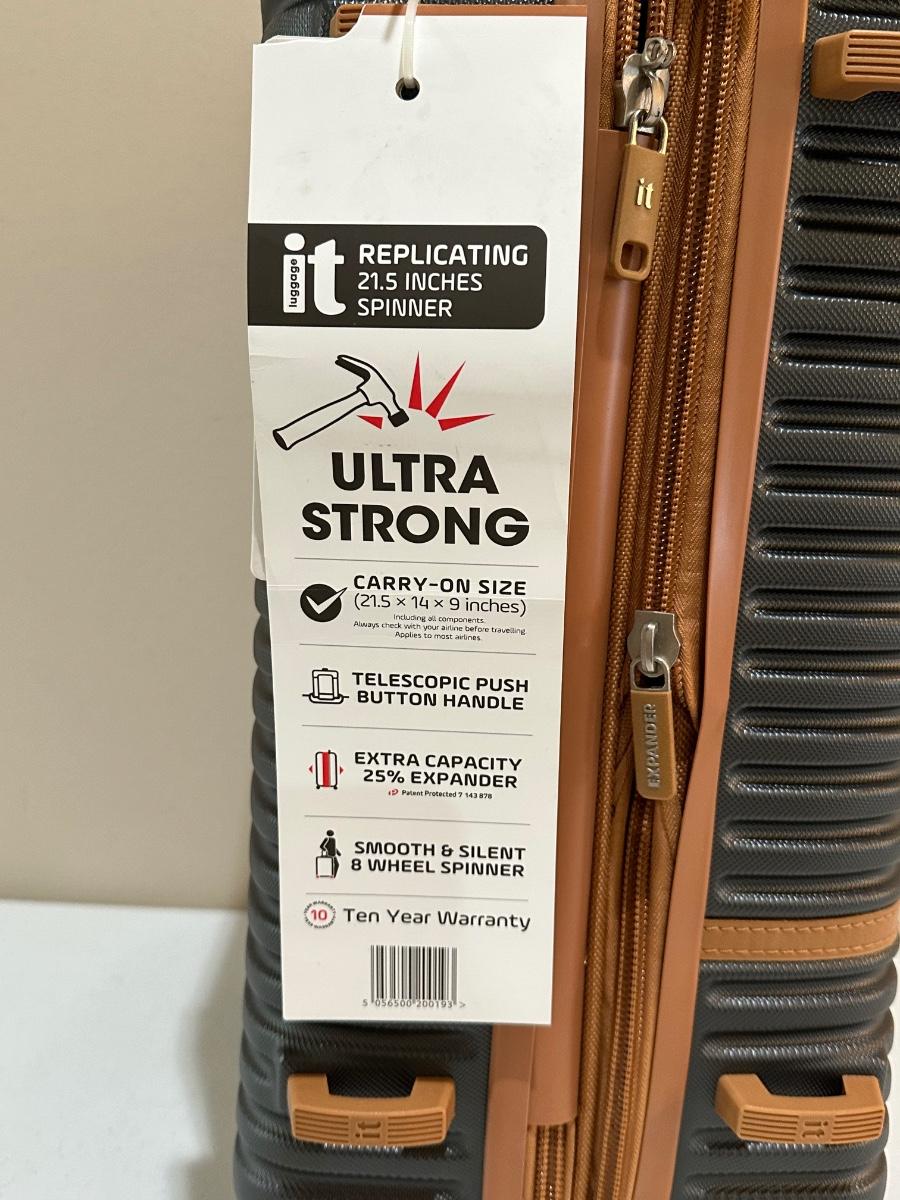 it
luggage
it
REPLICATING
21.5 INCHES
SPINNER
ULTRA
STRONG
CARRY-ON SIZE
(21.5 × 14 × 9 inches)
Including all components.
Always check with your airline before travelling.
Applies to most airlines.
TELESCOPIC PUSH
BUTTON HANDLE
EXTRA CAPACITY
25% EXPANDER
Patent Protected 7 143 878
EXPANDER
SMOOTH & SILENT
8 WHEEL SPINNER
10
Ten Year Warranty
5 056500 200193 >
it
it